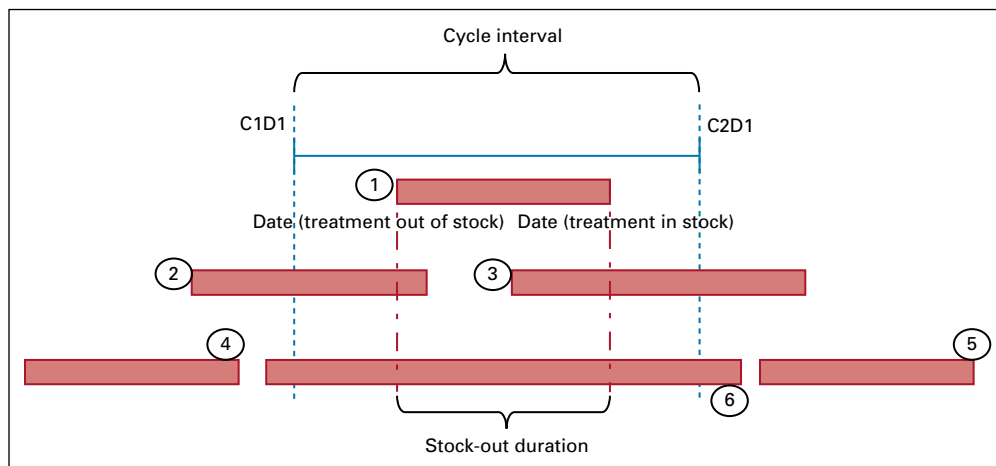 Cycle interval
C1D1
C2D1
1
Date (treatment out of stock) Date (treatment in stock)
2
3
4
5
6
Stock-out duration